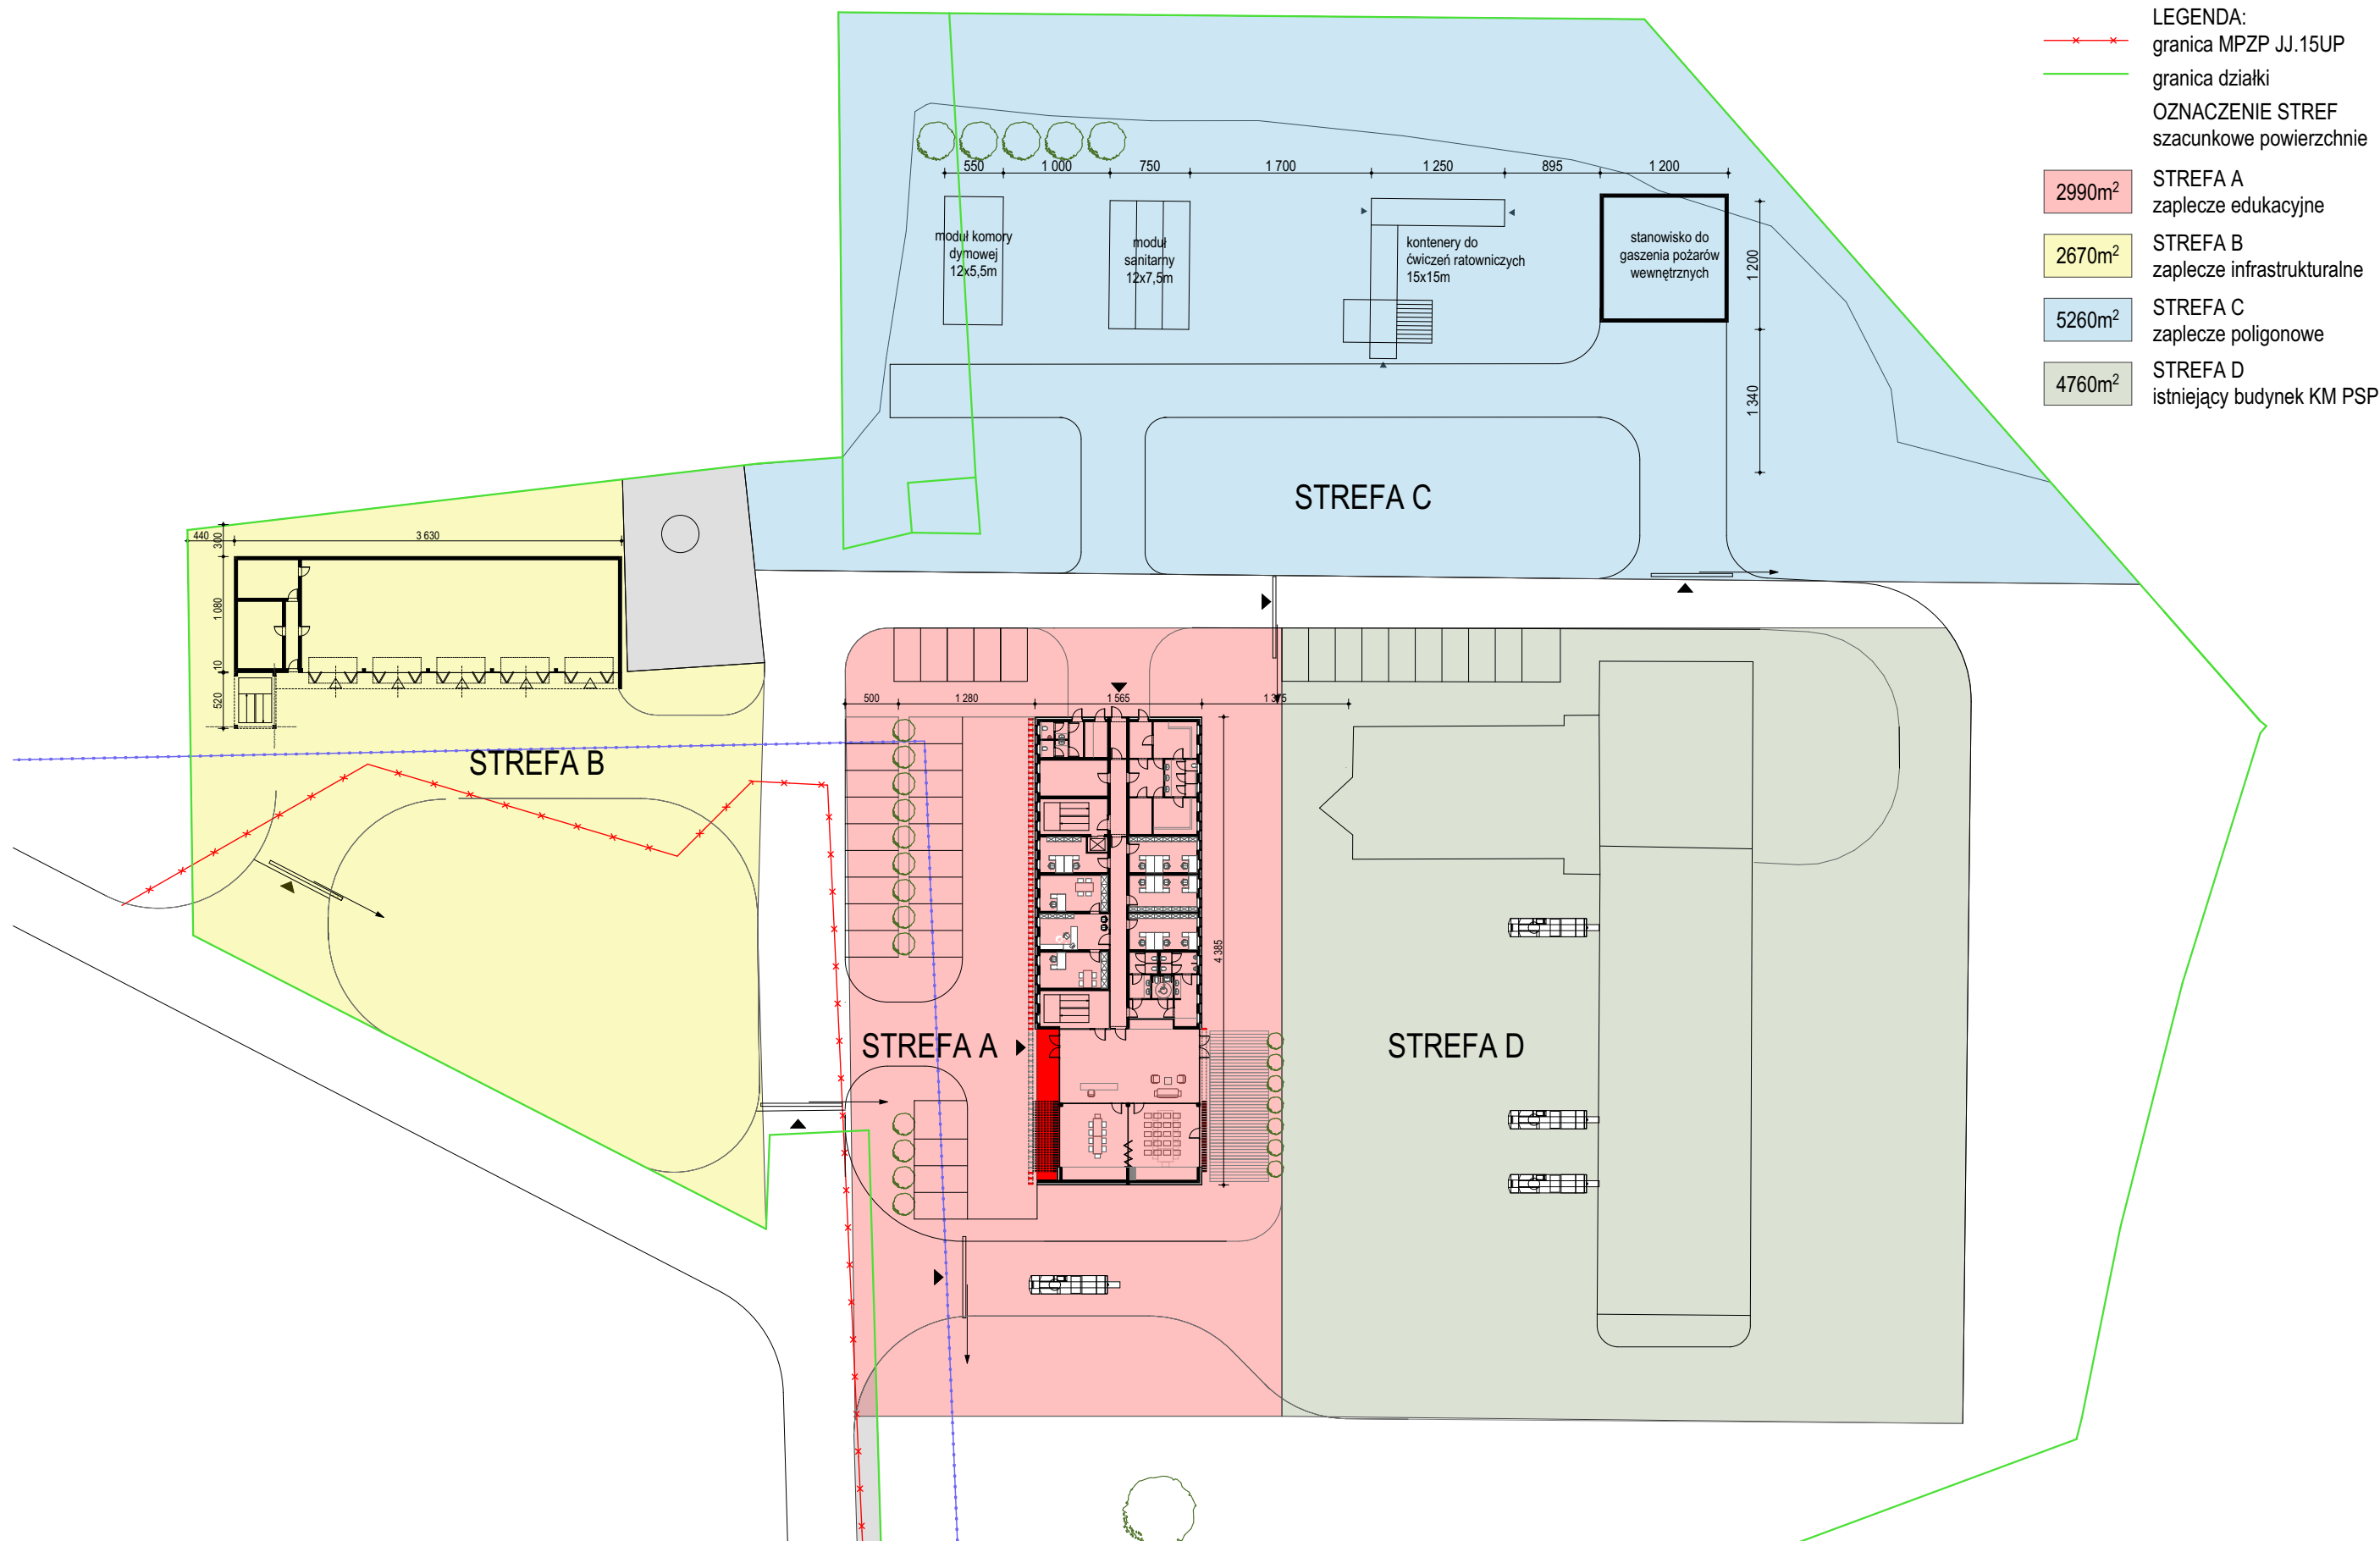 LEGENDA:
granica MPZP JJ.15UP
granica działki
OZNACZENIE STREF
szacunkowe powierzchnie
2990m²
STREFA A
zaplecze edukacyjne
2670m²
STREFA B
zaplecze infrastrukturalne
5260m²
STREFA C
zaplecze poligonowe
4760m²
STREFA D
istniejący budynek KM PSP
550 1 000 750 1 700 1 250 895 1 200
moduł komory
dymowej
12x5,5m
moduł
sanitarny
12x7,5m
kontenery do
ćwiczeń ratowniczych
15x15m
stanowisko do
gaszenia pożarów
wewnętrznych
1 200
1 340
STREFA C
440 3 630
300
1 080
10
520
STREFA B
500 1 280 1 565 1 375
4 385
STREFA A
STREFA D